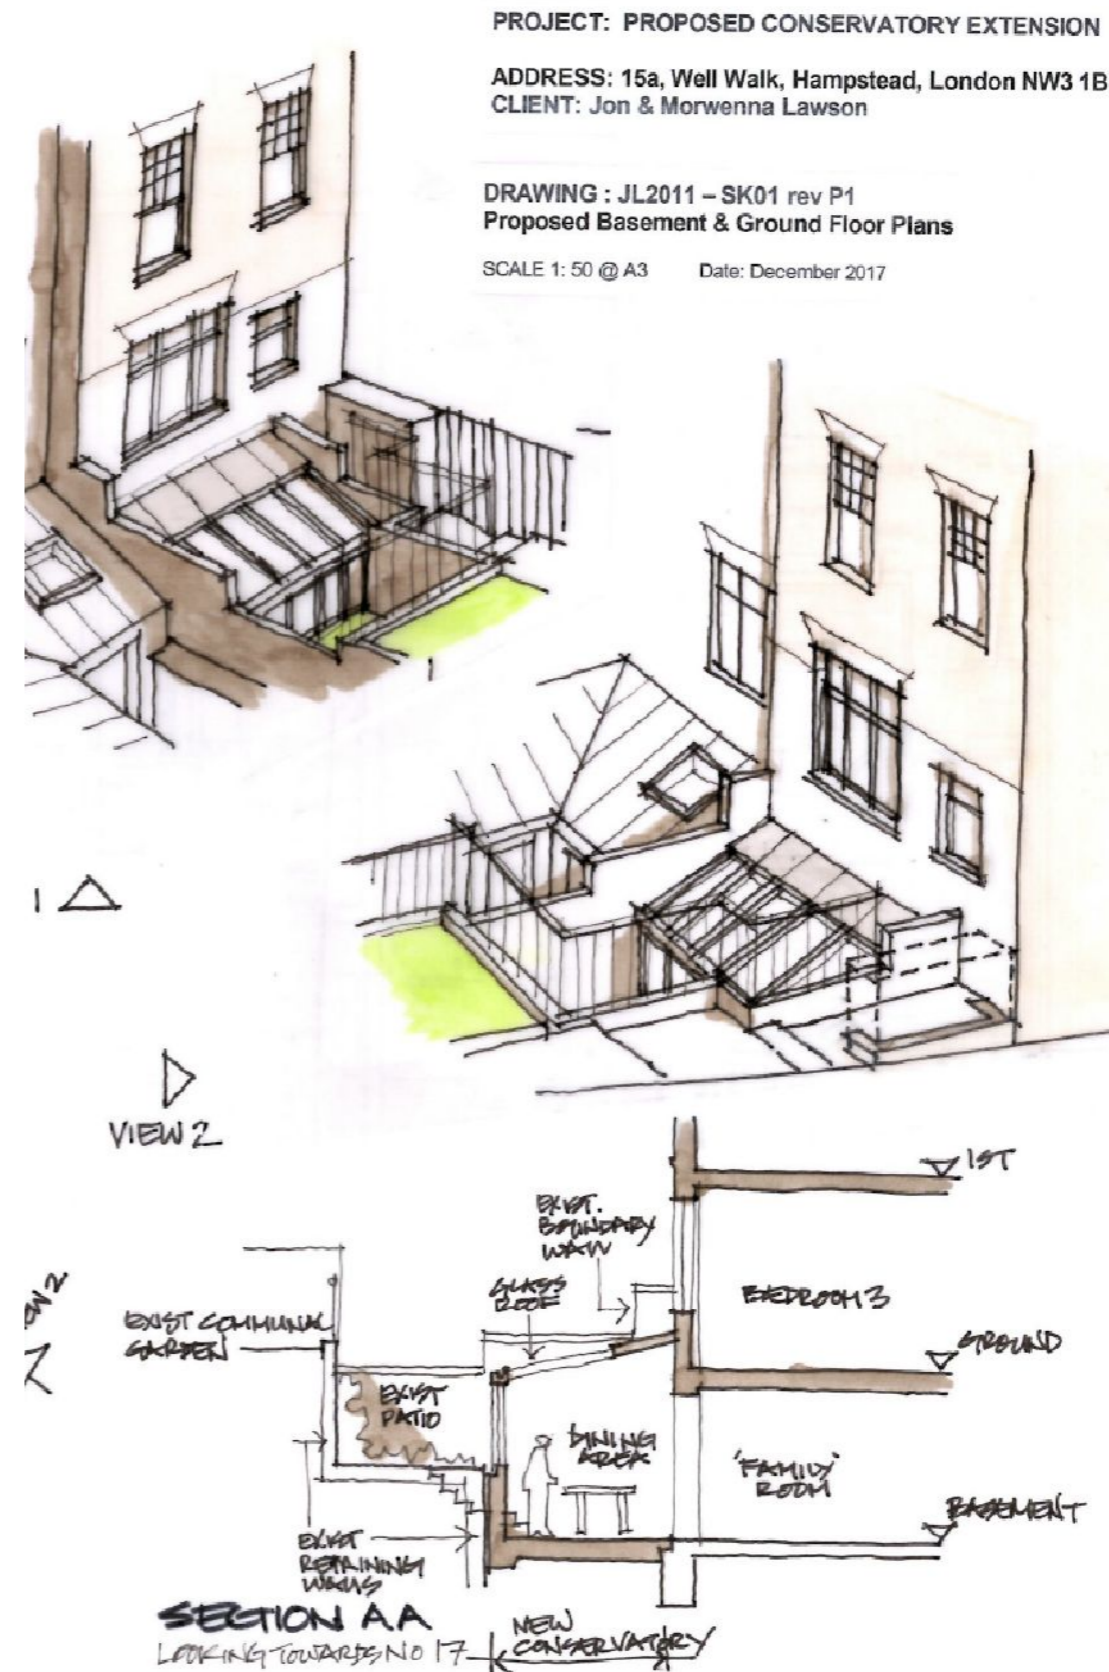 PROJECT: PROPOSED CONSERVATORY EXTENSION
ADDRESS: 15a, Well Walk, Hampstead, London NW3 1B
CLIENT: Jon & Morwenna Lawson
DRAWING : JL2011 – SK01 rev P1
Proposed Basement & Ground Floor Plans
SCALE 1: 50 @ A3 Date: December 2017
1
VIEW 2
1ST
EXIST.
BOUNDARY
WALL
GLASS
ROOF
BEDROOM 3
EXIST COMMUNAL
GARDEN
GROUND
EXIST
PATIO
DINING
AREA
'FAMILY'
ROOM
BASEMENT
EXIST
RETAINING
WALLS
SECTION AA
LOOKING TOWARDS NO 17
NEW
CONSERVATORY